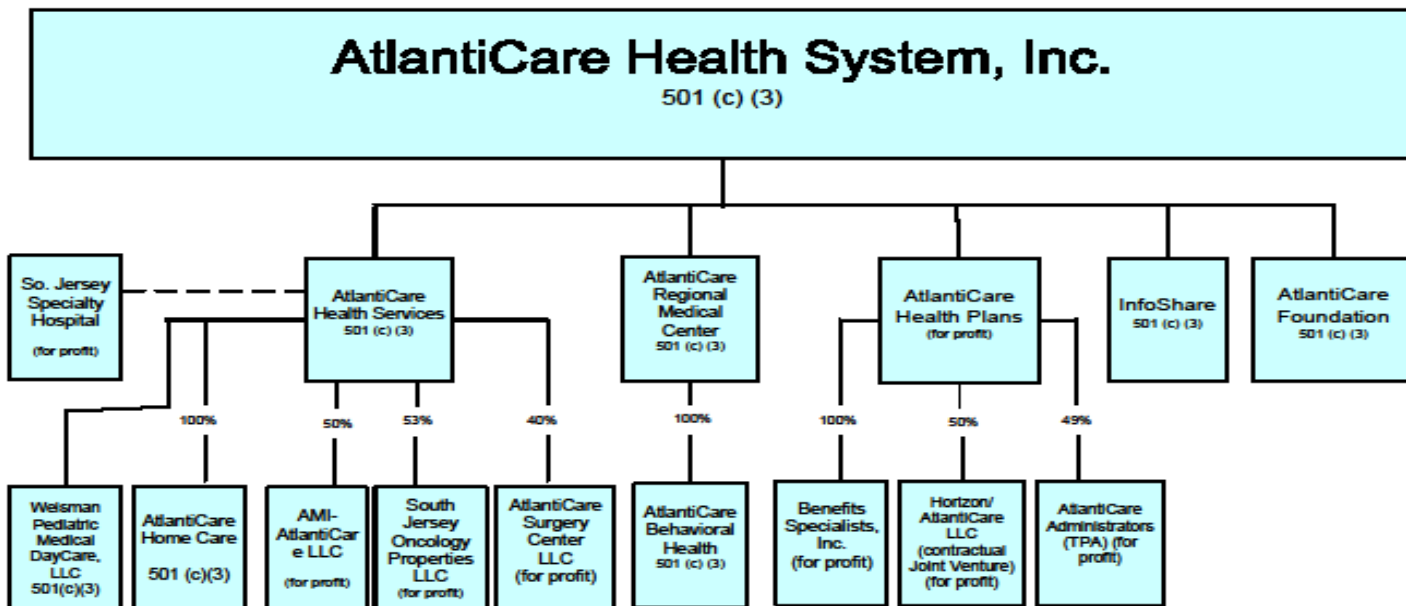 AtlantiCare Health System, Inc.
501 (c) (3)
So. Jersey
Specialty
Hospital
(for profit)
AtlantiCare
Health Services
501 (c) (3)
AtlantiCare
Regional
Medical
Center
501 (c) (3)
AtlantiCare
Health Plans
(for profit)
InfoShare
501 (c) (3)
AtlantiCare
Foundation
501 (c) (3)
100%
50%
53%
40%
100%
100%
50%
49%
Weisman
Pediatric
Medical
DayCare,
LLC
501(c)(3)
AtlantiCare
Home Care
501 (c)(3)
AMI-
AtlantiCar
e LLC
(for profit)
South
Jersey
Oncology
Properties
LLC
(for profit)
AtlantiCare
Surgery
Center
LLC
(for profit)
AtlantiCare
Behavioral
Health
501 (c) (3)
Benefits
Specialists,
Inc.
(for profit)
Horizon/
AtlantiCare
LLC
(contractual
Joint Venture)
(for profit)
AtlantiCare
Administrators
(TPA) (for
profit)